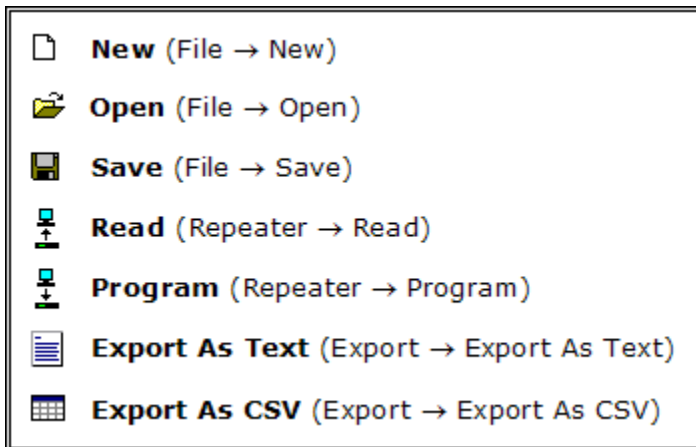 New (File → New)
Open (File → Open)
Save (File → Save)
Read (Repeater → Read)
Program (Repeater → Program)
Export As Text (Export → Export As Text)
Export As CSV (Export → Export As CSV)